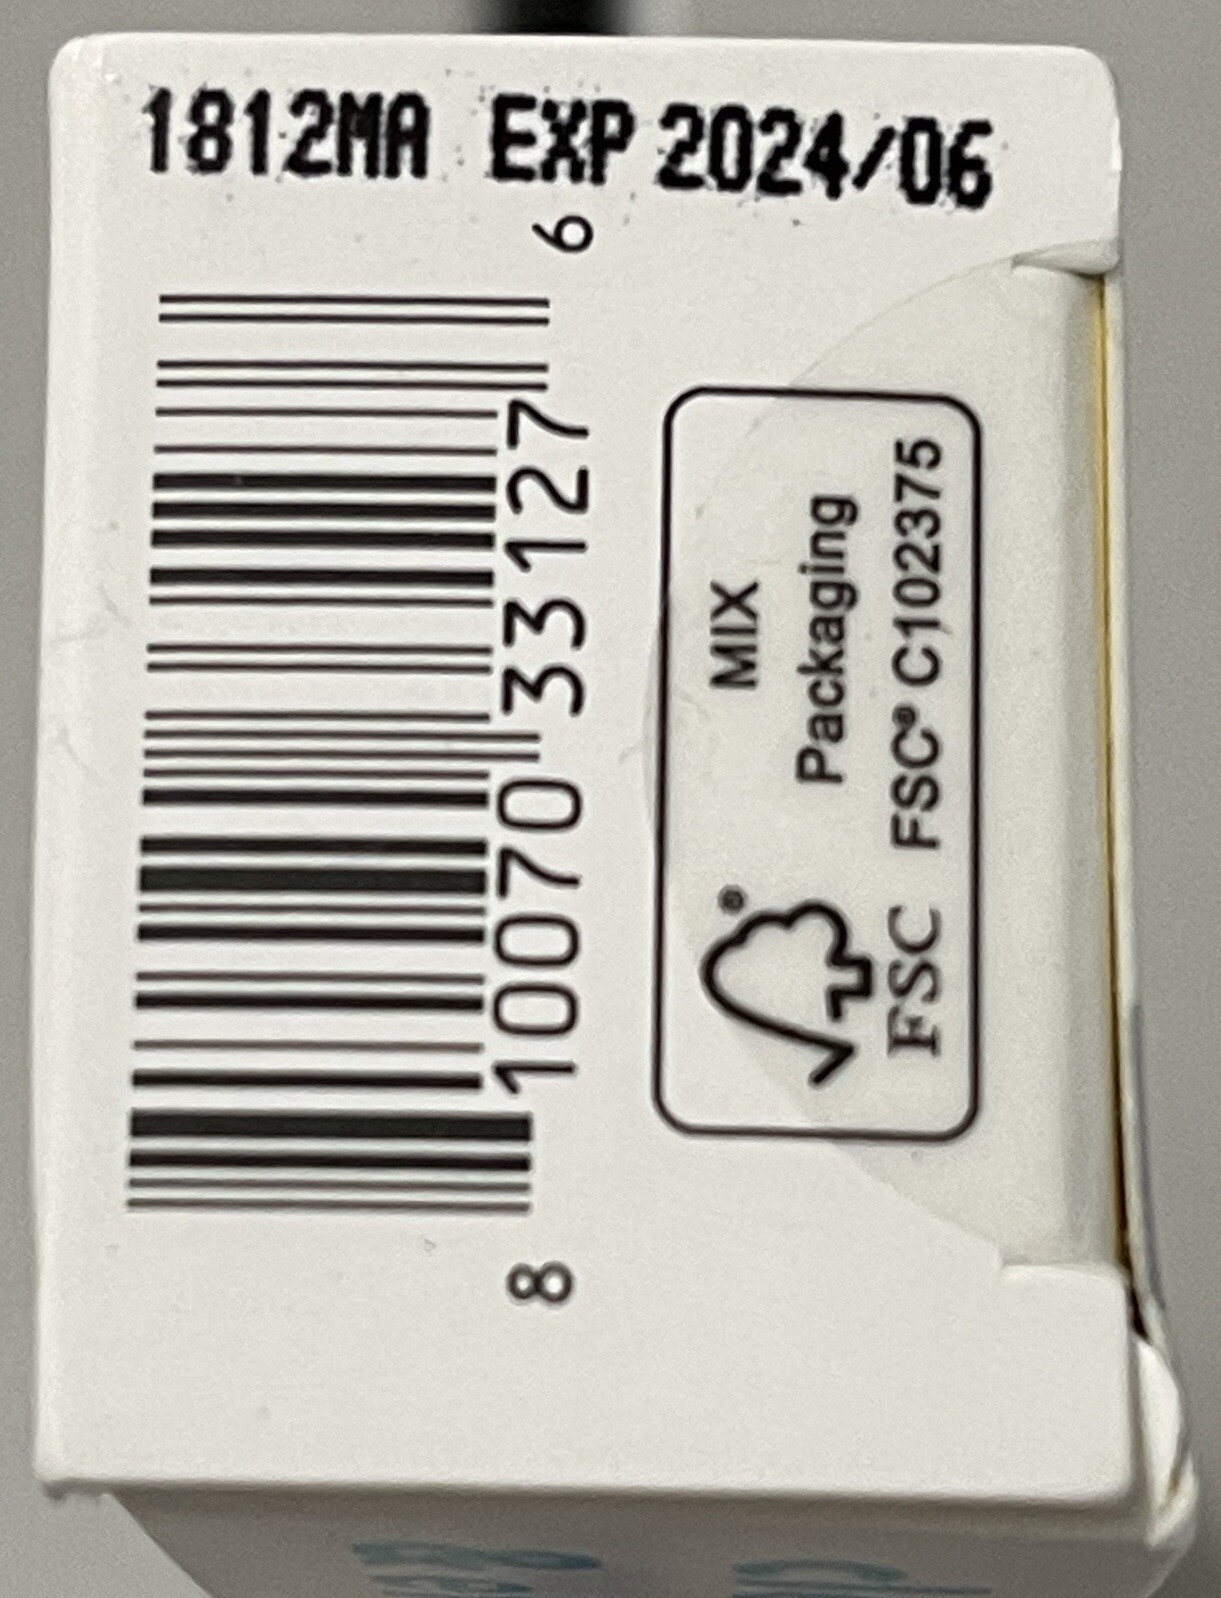 1812MA EXP 2024/06
8 10070 33127 6
MIX
Packaging
FSC® C102375
®
FSC